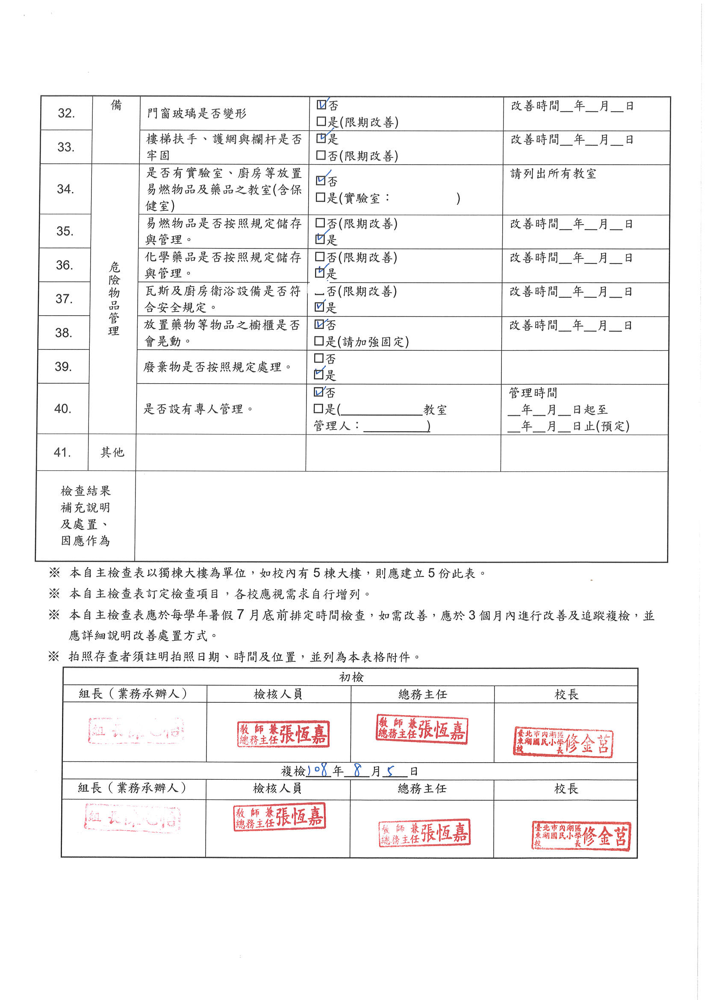 32.
備
門窗玻璃是否變形
☑否
□是(限期改善)
改善時間__年__月__日
33.
樓梯扶手、護網與欄杆是否
牢固
☑是
□否(限期改善)
改善時間__年__月__日
34.
危險物品管理
是否有實驗室、廚房等放置
易燃物品及藥品之教室(含保
健室)
☑否
□是(實驗室: )
請列出所有教室
35.
易燃物品是否按照規定儲存
與管理。
□否(限期改善)
☑是
改善時間__年__月__日
36.
化學藥品是否按照規定儲存
與管理。
□否(限期改善)
☑是
改善時間__年__月__日
37.
瓦斯及廚房衛浴設備是否符
合安全規定。
否(限期改善)
☑是
改善時間__年__月__日
38.
放置藥物等物品之櫥櫃是否
會晃動。
☑否
□是(請加強固定)
改善時間__年__月__日
39.
廢棄物是否按照規定處理。
□否
☑是
40.
是否設有專人管理。
☑否
□是(____________教室
管理人:__________)
管理時間
__年__月__日起至
__年__月__日止(預定)
41.
其他
檢查結果
補充說明
及處置、
因應作為
※ 本自主檢查表以獨棟大樓為單位,如校內有 5 棟大樓,則應建立 5 份此表。
※ 本自主檢查表訂定檢查項目,各校應視需求自行增列。
※ 本自主檢查表應於每學年暑假 7 月底前排定時間檢查,如需改善,應於 3 個月內進行改善及追蹤複檢,並
應詳細說明改善處置方式。
※ 拍照存查者須註明拍照日期、時間及位置,並列為本表格附件。
初檢
組長(業務承辦人) 檢核人員 總務主任 校長
組長
教師兼
總務主任張恆嘉
教師兼
總務主任張恆嘉
臺北市內湖區
東湖國民小學
校長 修金莒
複檢108年8月5日
組長(業務承辦人) 檢核人員 總務主任 校長
組長
教師兼
總務主任張恆嘉
教師兼
總務主任張恆嘉
臺北市內湖區
東湖國民小學
校長 修金莒